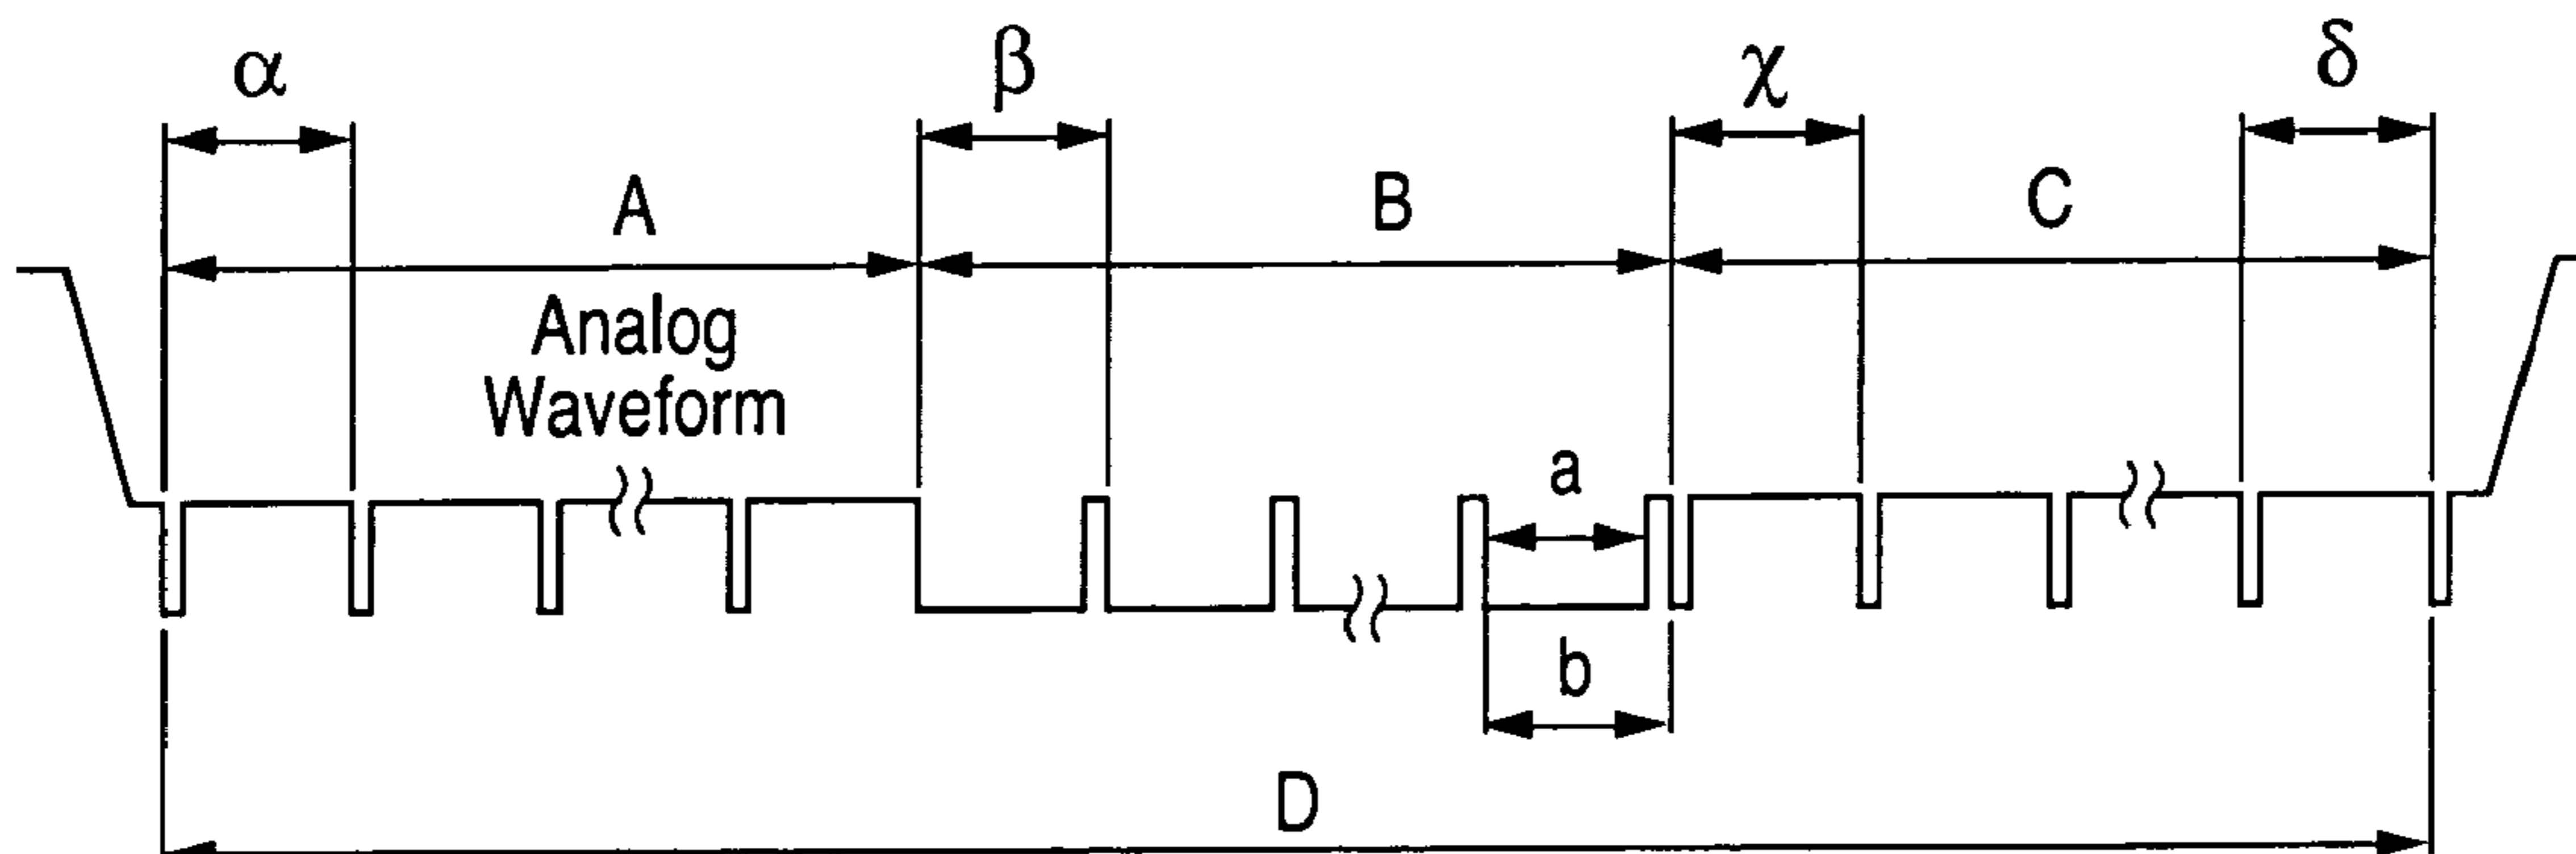 α β χ δ
A B C
Analog
Waveform
a
b
D